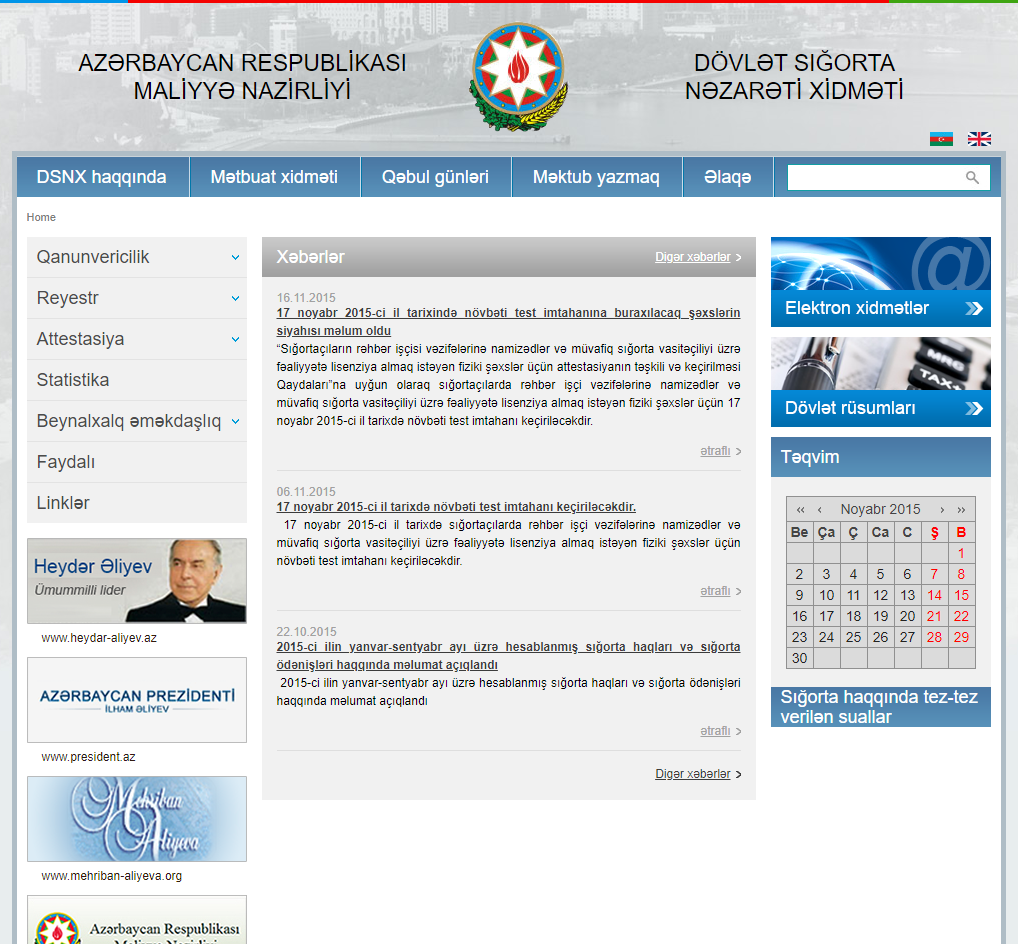 AZƏRBAYCAN RESPUBLİKASI
MALİYYƏ NAZİRLİYİ
DÖVLƏT SIĞORTA
NƏZARƏTİ XİDMƏTİ
DSNX haqqında
Mətbuat xidməti
Qəbul günləri
Məktub yazmaq
Əlaqə
Home
Qanunvericilik
Reyestr
Attestasiya
Statistika
Beynalxalq əməkdaşlıq
Faydalı
Linklər
Heydər Əliyev
Ümummilli lider
www.heydar-aliyev.az
AZƏRBAYCAN PREZİDENTİ
İLHAM ƏLİYEV
www.president.az
Mehriban
Aliyeva
www.mehriban-aliyeva.org
Azərbaycan Respublikası
Xəbərlər
Digər xəbərlər
16.11.2015
17 noyabr 2015-ci il tarixində növbəti test imtahanına buraxılacaq şəxslərin
siyahısı məlum oldu
“Sığortaçıların rəhbər işçisi vəzifələrinə namizədlər və müvafiq sığorta vasitəçiliyi üzrə
fəaliyyətə lisenziya almaq istəyən fiziki şəxslər üçün attestasiyanın təşkili və keçirilməsi
Qaydaları”na uyğun olaraq sığortaçılarda rəhbər işçi vəzifələrinə namizədlər və
müvafiq sığorta vasitəçiliyi üzrə fəaliyyətə lisenziya almaq istəyən fiziki şəxslər üçün 17
noyabr 2015-ci il tarixdə növbəti test imtahanı keçiriləcəkdir.
ətraflı
06.11.2015
17 noyabr 2015-ci il tarixdə növbəti test imtahanı keçiriləcəkdir.
17 noyabr 2015-ci il tarixdə sığortaçılarda rəhbər işçi vəzifələrinə namizədlər və
müvafiq sığorta vasitəçiliyi üzrə fəaliyyətə lisenziya almaq istəyən fiziki şəxslər üçün
növbəti test imtahanı keçiriləcəkdir.
ətraflı
22.10.2015
2015-ci ilin yanvar-sentyabr ayı üzrə hesablanmış sığorta haqları və sığorta
ödənişləri haqqında məlumat açıqlandı
2015-ci ilin yanvar-sentyabr ayı üzrə hesablanmış sığorta haqları və sığorta ödənişləri
haqqında məlumat açıqlandı
ətraflı
Digər xəbərlər
@
Elektron xidmətlər
MRG
TAX+
Dövlət rüsumları
Təqvim
‹‹ ‹ Noyabr 2015 › ››
Be Ça Ç Ca C Ş B
1
2 3 4 5 6 7 8
9 10 11 12 13 14 15
16 17 18 19 20 21 22
23 24 25 26 27 28 29
30
Sığorta haqqında tez-tez
verilən suallar